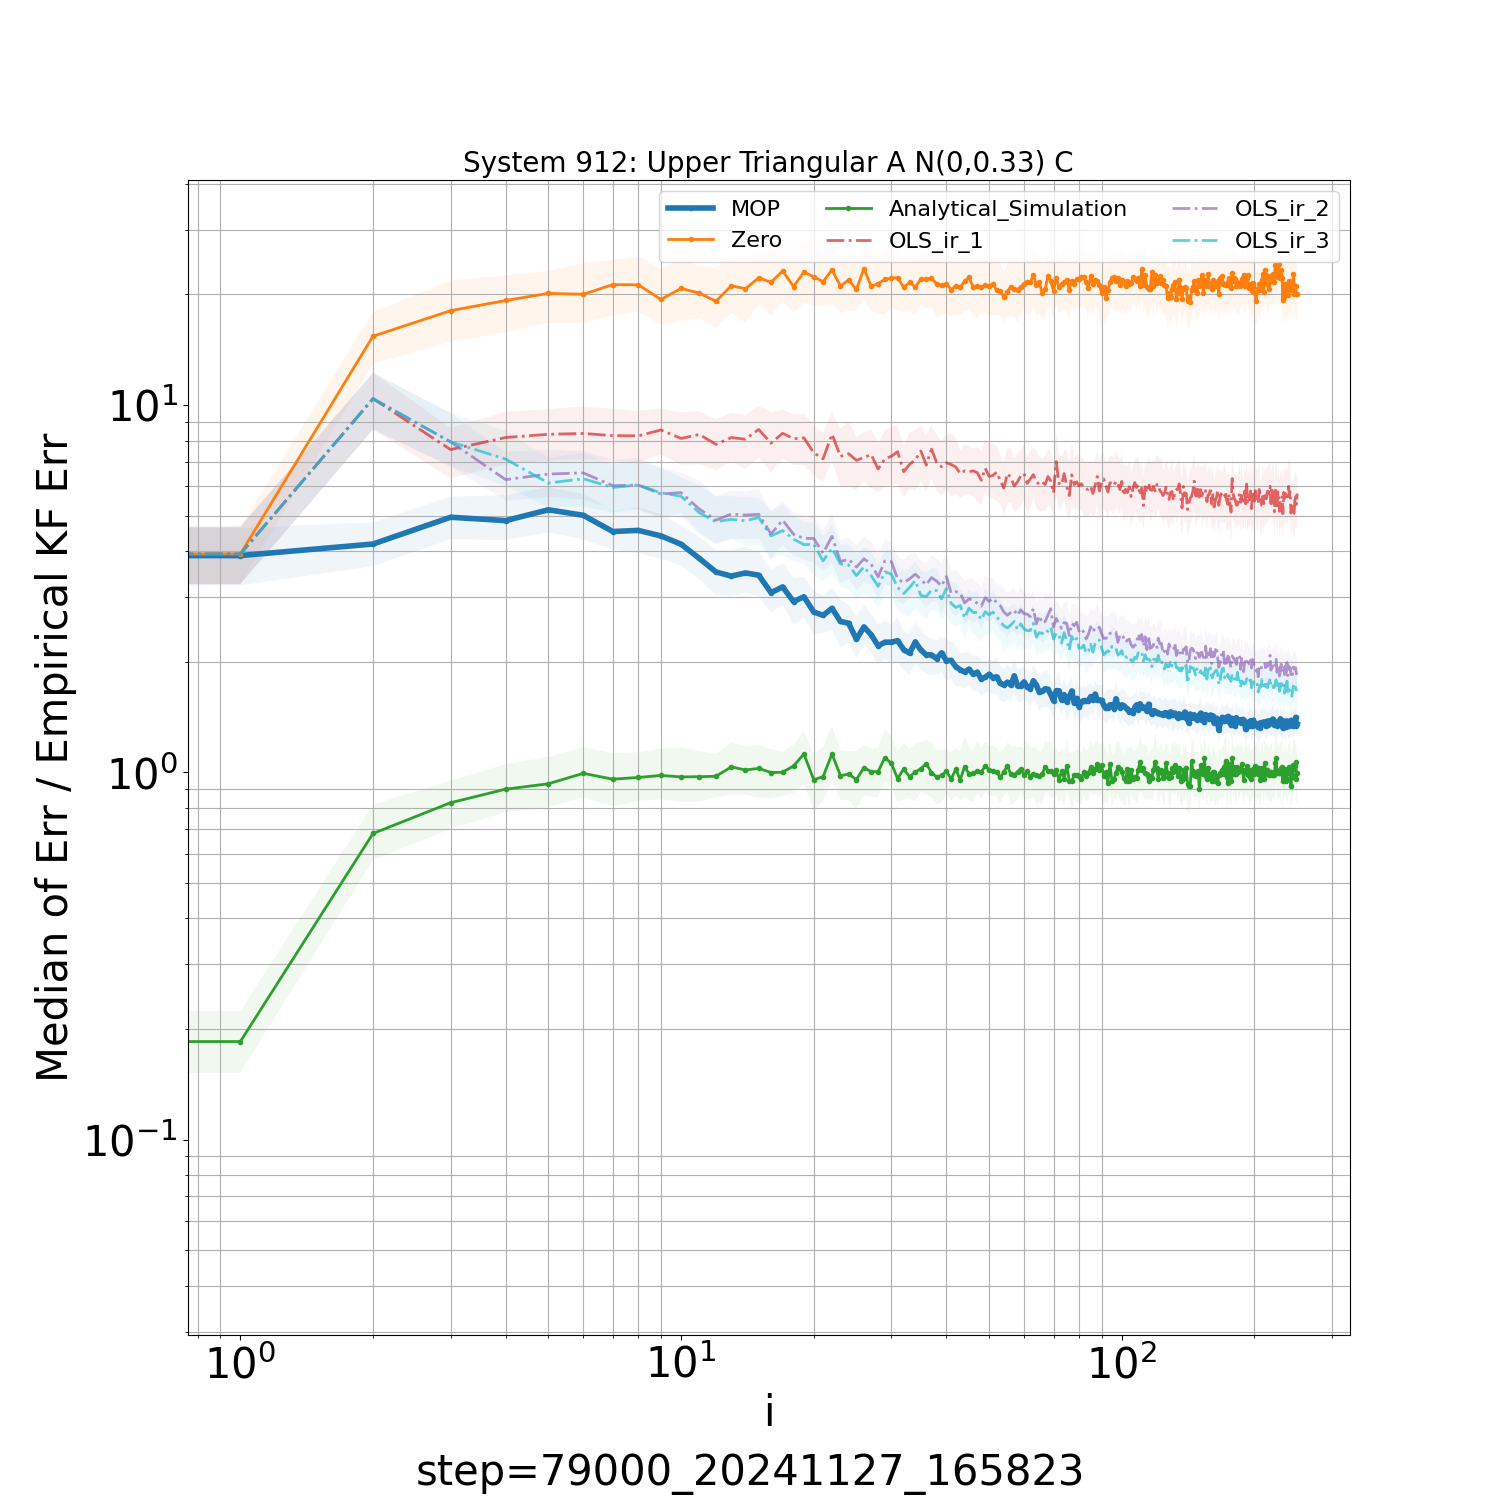 System 912: Upper Triangular A N(0,0.33) C
MOP
Zero
Analytical_Simulation
OLS_ir_1
OLS_ir_2
OLS_ir_3
Median of Err / Empirical KF Err
10¹
10⁰
10⁻¹
10⁰ 10¹ 10²
i
step=79000_20241127_165823